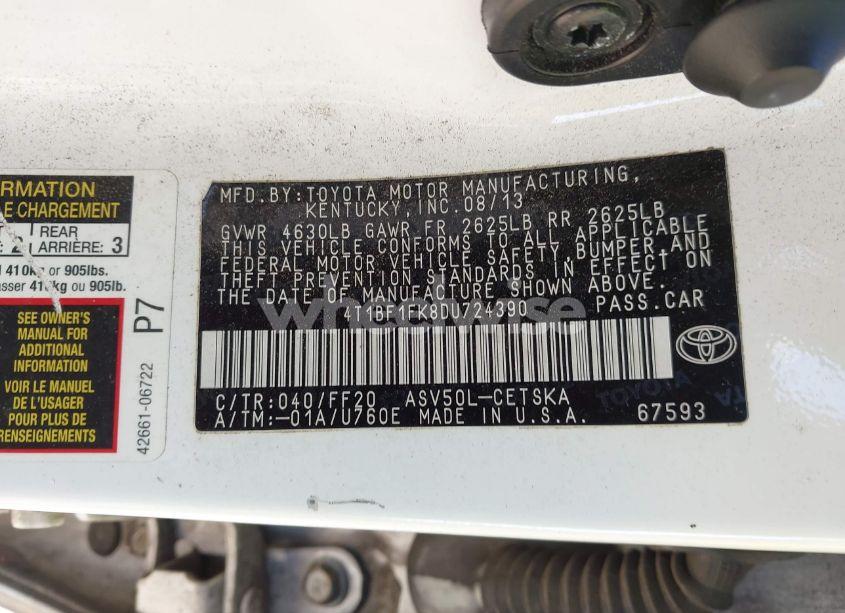 RMATION
E CHARGEMENT
REAR
ARRIÈRE: 3
410kg or 905lbs.
asser 410kg ou 905lb.
SEE OWNER'S
MANUAL FOR
ADDITIONAL
INFORMATION
VOIR LE MANUEL
DE L'USAGER
POUR PLUS DE
RENSEIGNEMENTS
P7
42661-06722
MFD. BY: TOYOTA MOTOR MANUFACTURING,
KENTUCKY, INC. 08/13
GVWR 4630LB GAWR FR 2625LB RR 2625LB
THIS VEHICLE CONFORMS TO ALL APPLICABLE
FEDERAL MOTOR VEHICLE SAFETY, BUMPER AND
THEFT PREVENTION STANDARDS IN EFFECT ON
THE DATE OF MANUFACTURE SHOWN ABOVE.
4T1BF1FK8DU724390 PASS. CAR
wheelwise
C/TR: 040/FF20 ASV50L-CETSKA
A/TM: -01A/U760E MADE IN U.S.A. 67593
TOYOTA